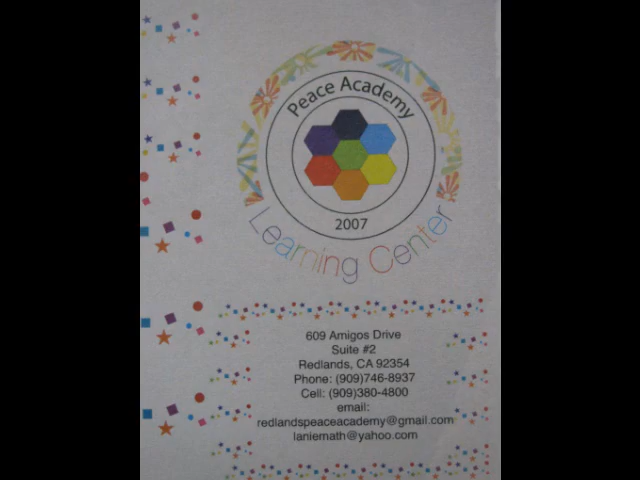 Peace Academy
2007
Learning Center
609 Amigos Drive
Suite #2
Redlands, CA 92354
Phone: (909)746-8937
Cell: (909)380-4800
email:
redlandspeaceacademy@gmail.com
laniemath@yahoo.com